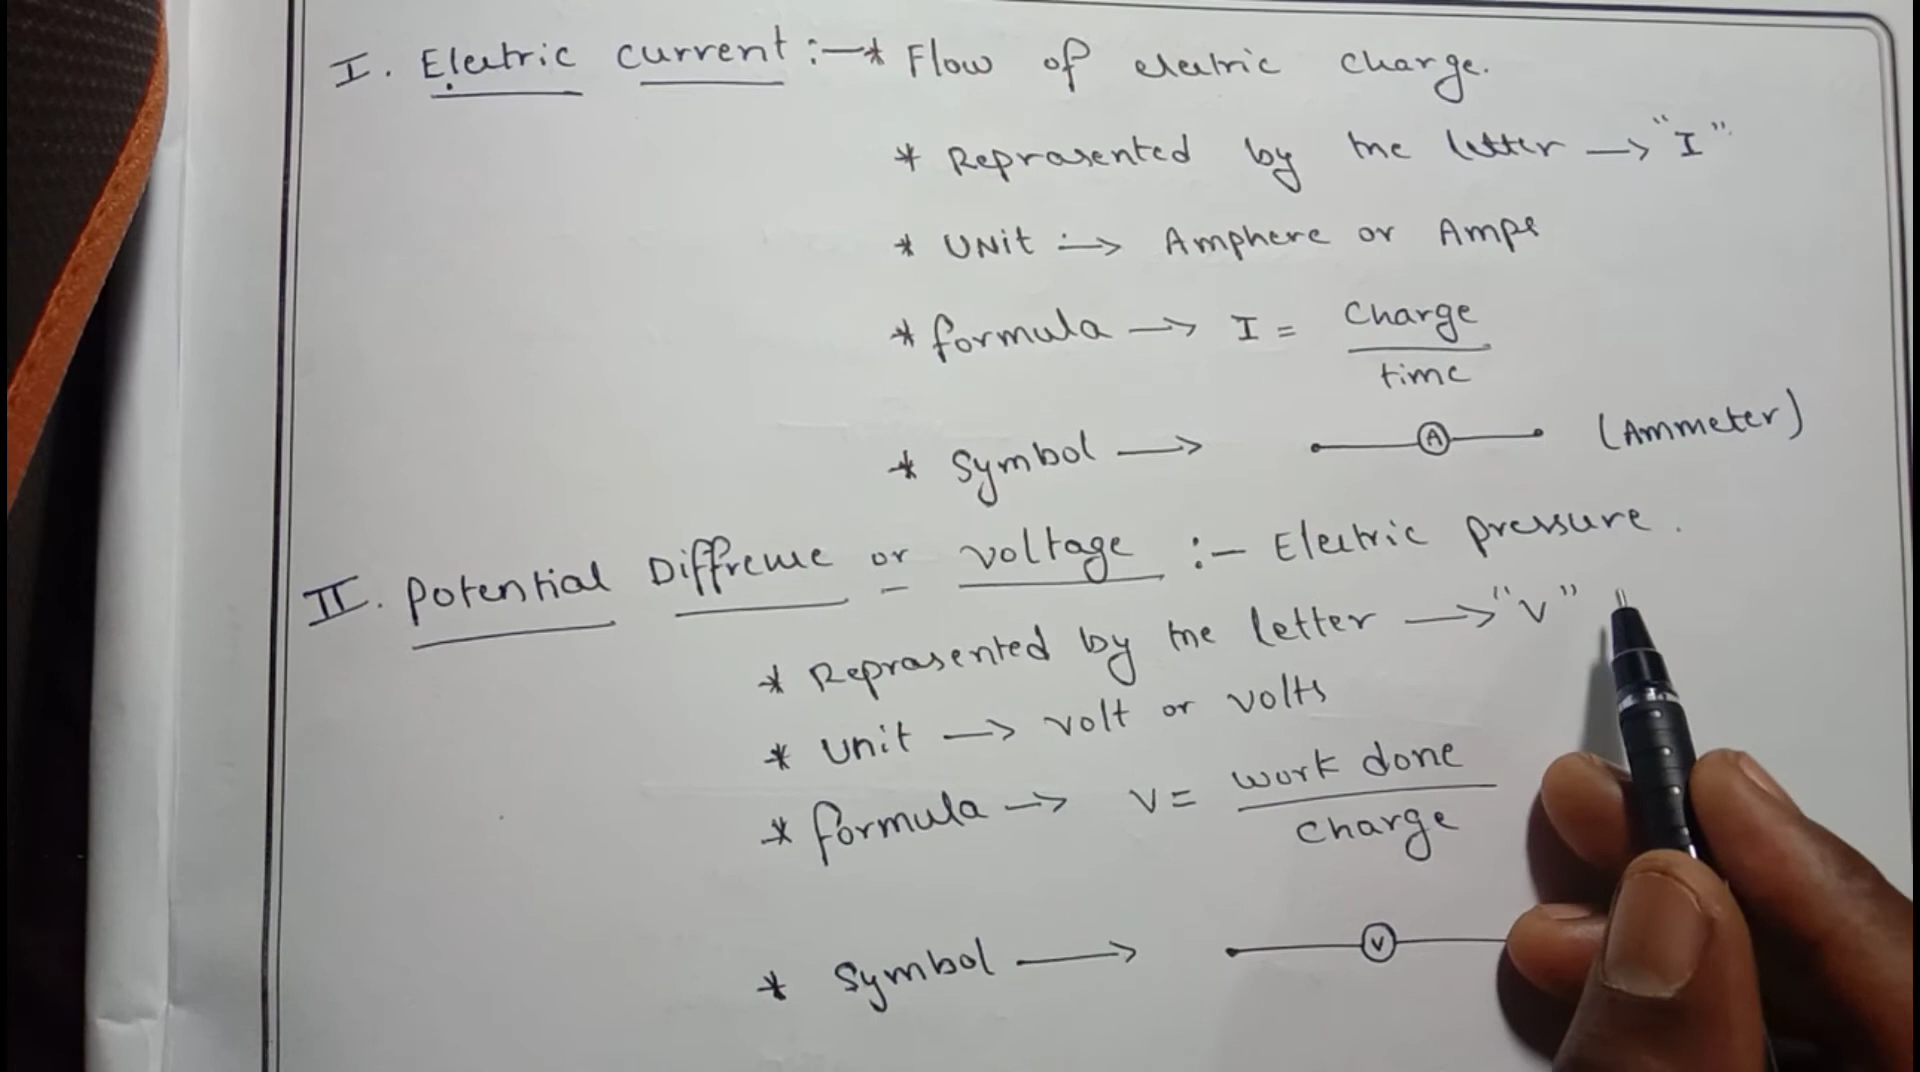 I. Electric current :- * Flow of electric charge.
* Reprasented by the letter → "I"
* UNit :→ Amphere or Amps
* formula → I = Charge / time
* Symbol → A (Ammeter)
II. Potential Diffrence or voltage :- Electric pressure.
* Reprasented by the letter → "V"
* Unit → volt or volts
* formula → V = work done / charge
* Symbol → V